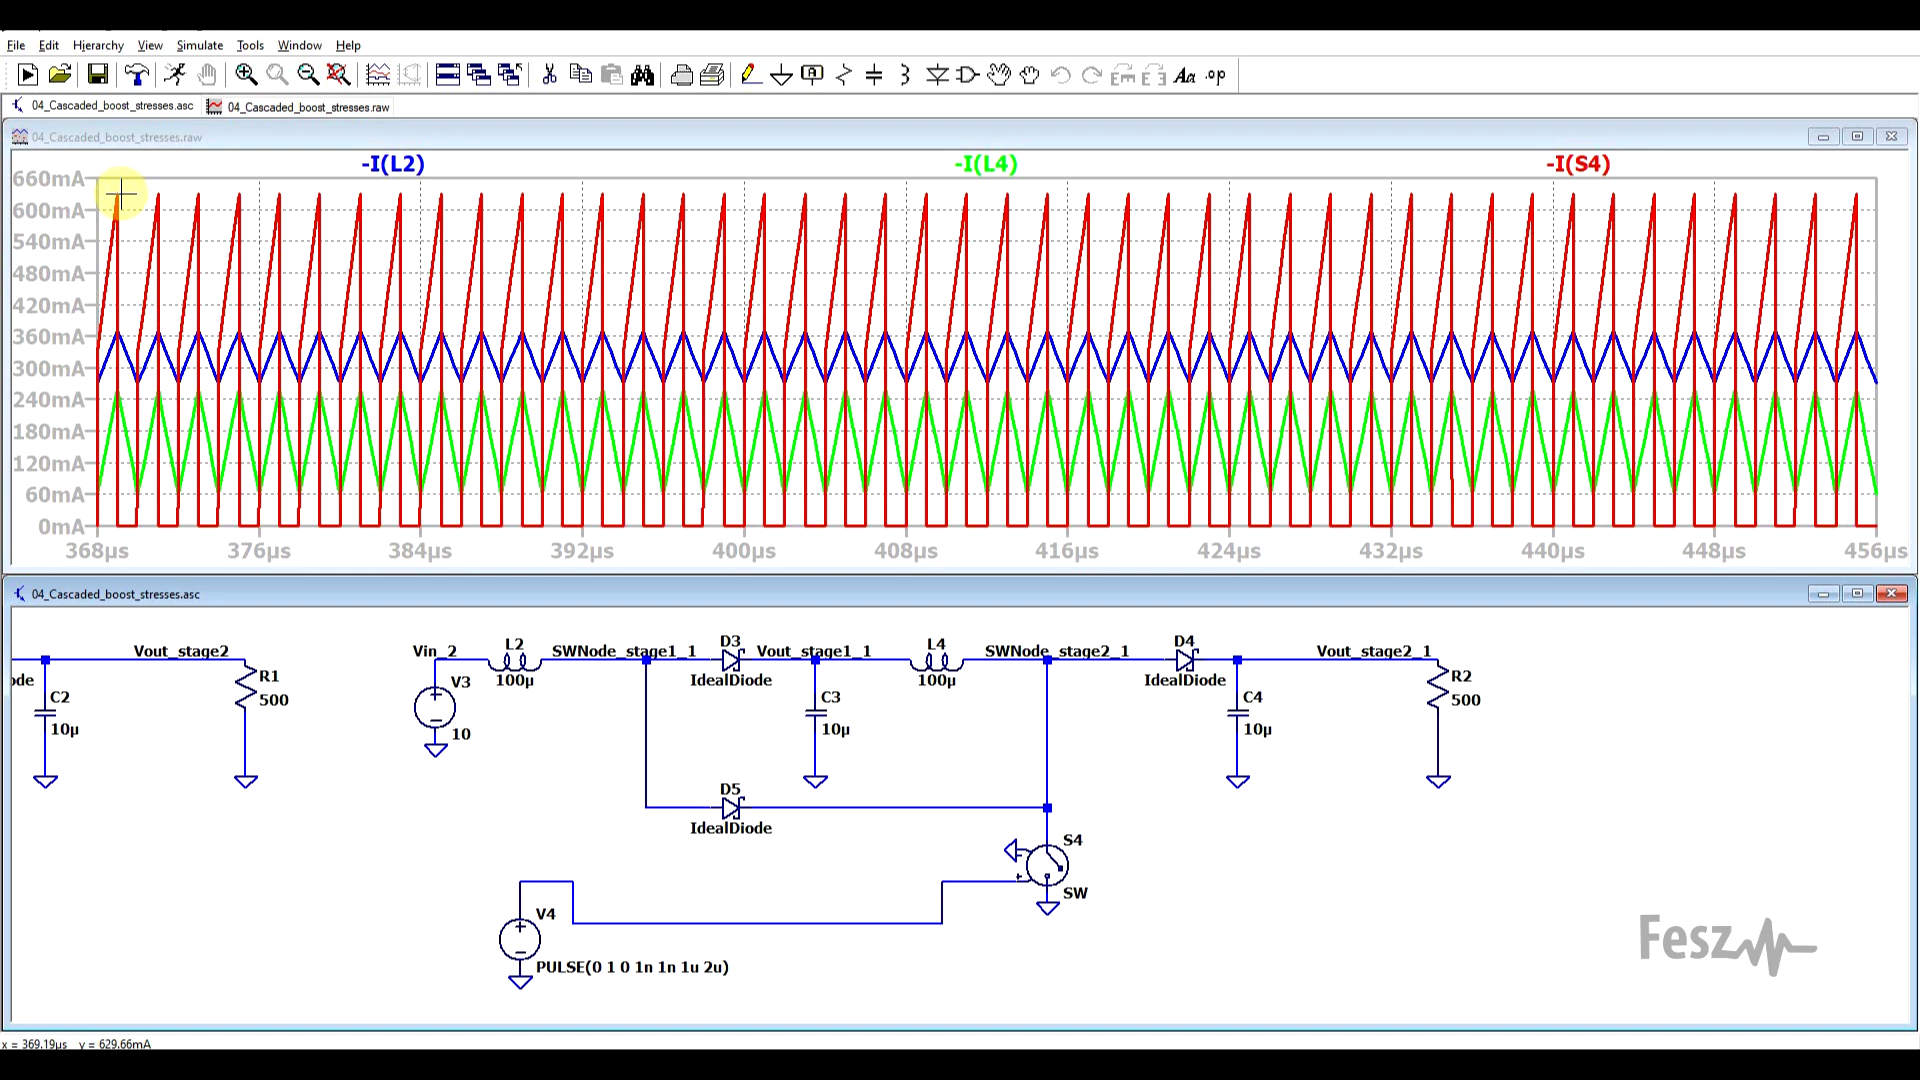 File Edit Hierarchy View Simulate Tools Window Help
Aa .op
04_Cascaded_boost_stresses.asc 04_Cascaded_boost_stresses.raw
04_Cascaded_boost_stresses.raw
-I(L2) -I(L4) -I(S4)
660mA
600mA
540mA
480mA
420mA
360mA
300mA
240mA
180mA
120mA
60mA
0mA
368µs 376µs 384µs 392µs 400µs 408µs 416µs 424µs 432µs 440µs 448µs 456µs
04_Cascaded_boost_stresses.asc
Vout_stage2 Vin_2 L2 SWNode_stage1_1 D3 Vout_stage1_1 L4 SWNode_stage2_1 D4 Vout_stage2_1
ode C2 R1 V3 100µ IdealDiode C3 100µ IdealDiode C4 R2
500 500
10µ 10 10µ 10µ
D5
IdealDiode
S4
SW
V4
PULSE(0 1 0 1n 1n 1u 2u)
Fesz
x = 369.19µs y = 629.66mA